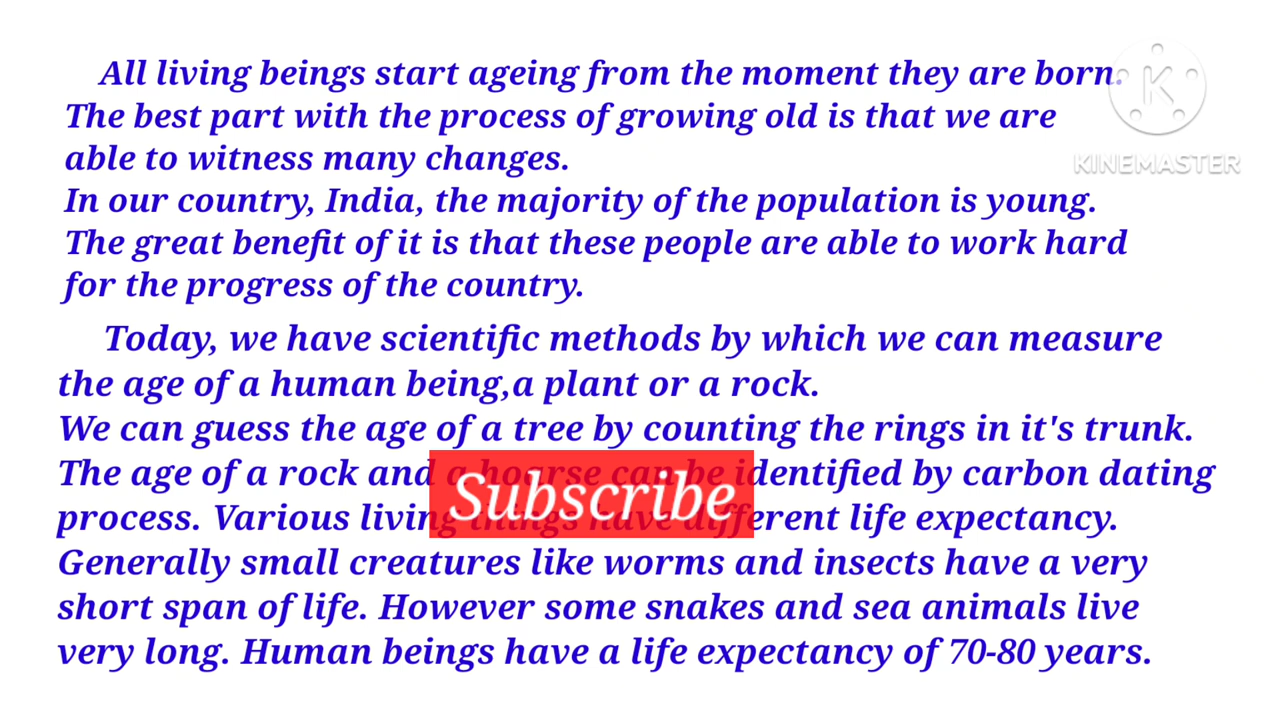 All living beings start ageing from the moment they are born.
The best part with the process of growing old is that we are
able to witness many changes.
In our country, India, the majority of the population is young.
The great benefit of it is that these people are able to work hard
for the progress of the country.
Today, we have scientific methods by which we can measure
the age of a human being,a plant or a rock.
We can guess the age of a tree by counting the rings in it's trunk.
The age of a rock and a hoarse can be identified by carbon dating
process. Various living things have different life expectancy.
Generally small creatures like worms and insects have a very
short span of life. However some snakes and sea animals live
very long. Human beings have a life expectancy of 70-80 years.
Subscribe
K
KINEMASTER